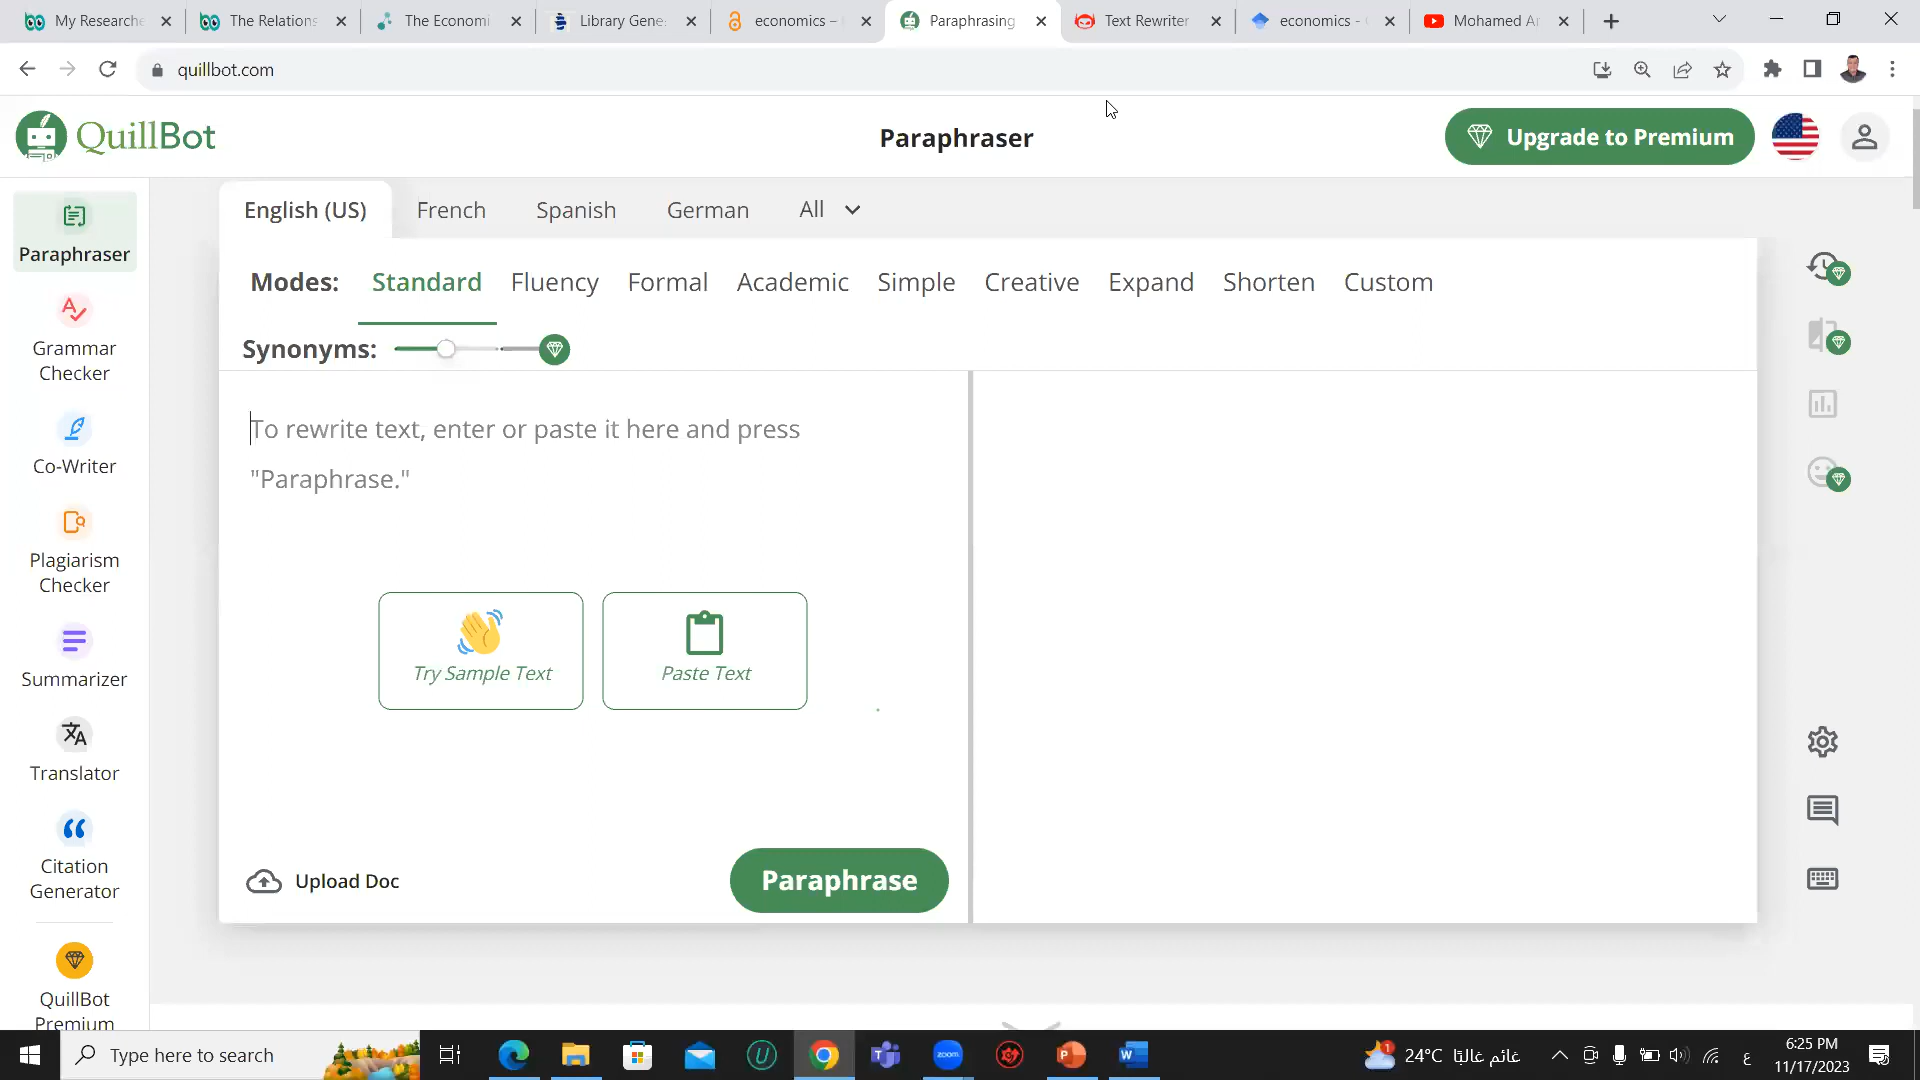 My Researche
The Relations
The Economi
Library Gene
economics –
Paraphrasing
Text Rewriter
economics -
Mohamed Ar
quillbot.com
QuillBot
Paraphraser
Upgrade to Premium
English (US) French Spanish German All
Modes: Standard Fluency Formal Academic Simple Creative Expand Shorten Custom
Synonyms:
To rewrite text, enter or paste it here and press
"Paraphrase."
Try Sample Text
Paste Text
Upload Doc
Paraphrase
Paraphraser
Grammar
Checker
Co-Writer
Plagiarism
Checker
Summarizer
Translator
Citation
Generator
QuillBot
Premium
Type here to search
zoom
24°C غائم غالبًا
ع
6:25 PM
11/17/2023